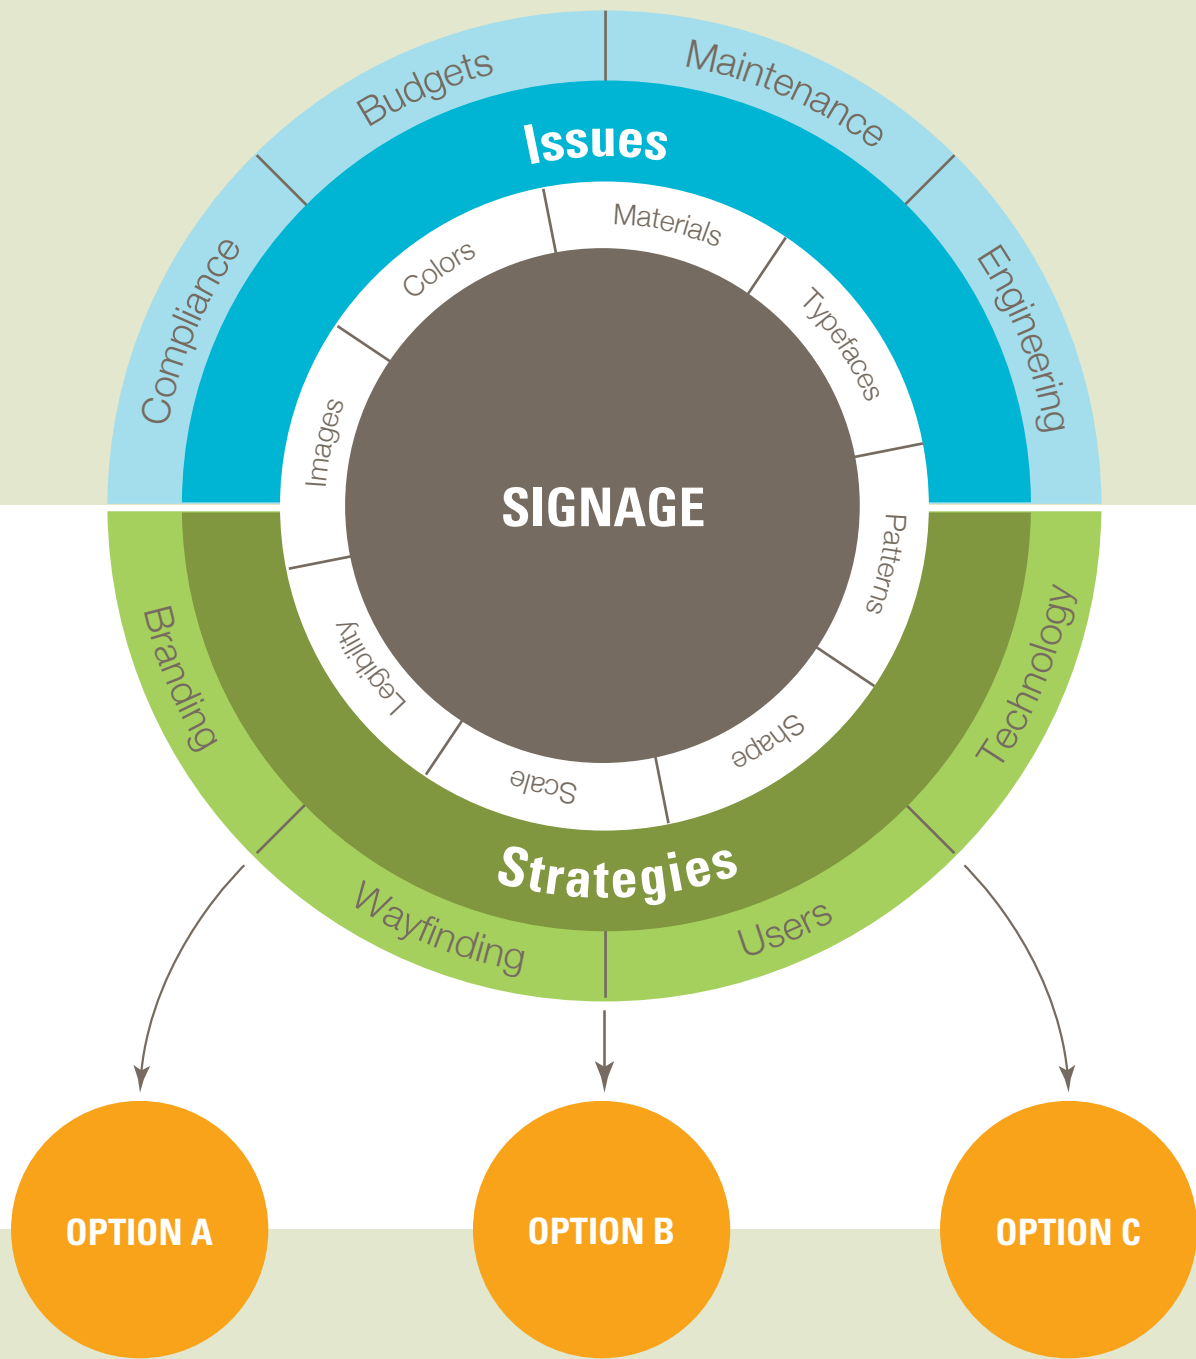 Budgets
Maintenance
Compliance
Engineering
Issues
Materials
Colors
Typefaces
Images
Patterns
SIGNAGE
Legibility
Shape
Scale
Strategies
Branding
Technology
Wayfinding
Users
OPTION A
OPTION B
OPTION C